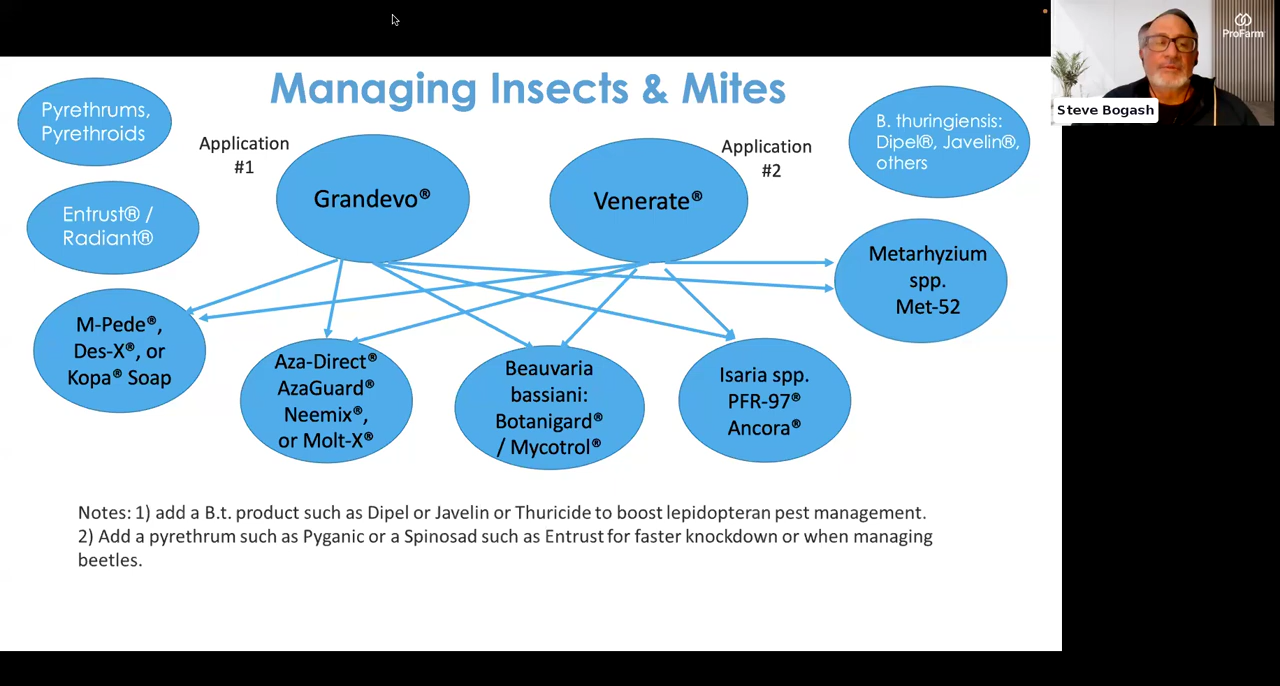 Managing Insects & Mites
Pyrethrums,
Pyrethroids
Application
#1
Grandevo®
Venerate®
Application
#2
B. thuringiensis:
Dipel®, Javelin®,
others
Entrust® /
Radiant®
Metarhyzium
spp.
Met-52
M-Pede®,
Des-X®, or
Kopa® Soap
Aza-Direct®
AzaGuard®
Neemix®,
or Molt-X®
Beauvaria
bassiani:
Botanigard®
/ Mycotrol®
Isaria spp.
PFR-97®
Ancora®
Notes: 1) add a B.t. product such as Dipel or Javelin or Thuricide to boost lepidopteran pest management.
2) Add a pyrethrum such as Pyganic or a Spinosad such as Entrust for faster knockdown or when managing
beetles.
ProFarm
Steve Bogash